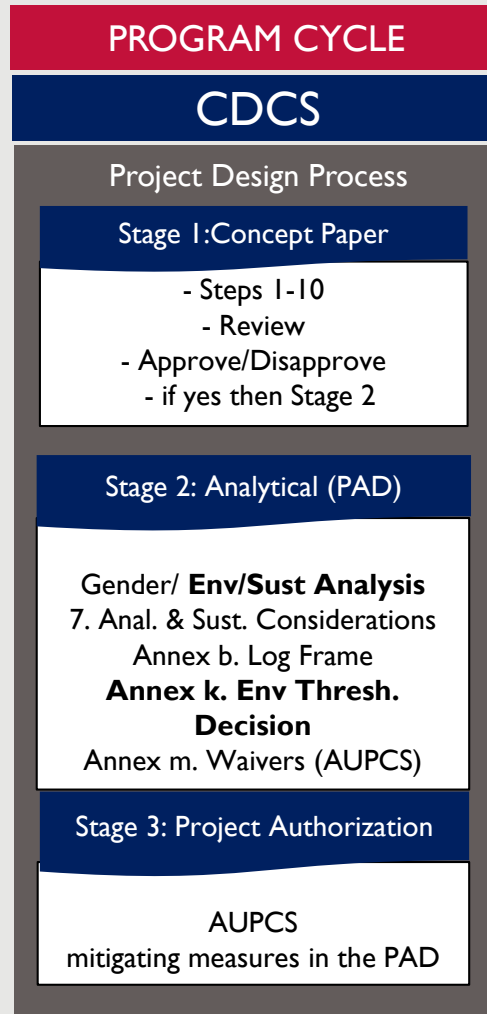 PROGRAM CYCLE
CDCS
Project Design Process
Stage 1:Concept Paper
- Steps 1-10
- Review
- Approve/Disapprove
- if yes then Stage 2
Stage 2: Analytical (PAD)
Gender/ Env/Sust Analysis
7. Anal. & Sust. Considerations
Annex b. Log Frame
Annex k. Env Thresh.
Decision
Annex m. Waivers (AUPCS)
Stage 3: Project Authorization
AUPCS
mitigating measures in the PAD